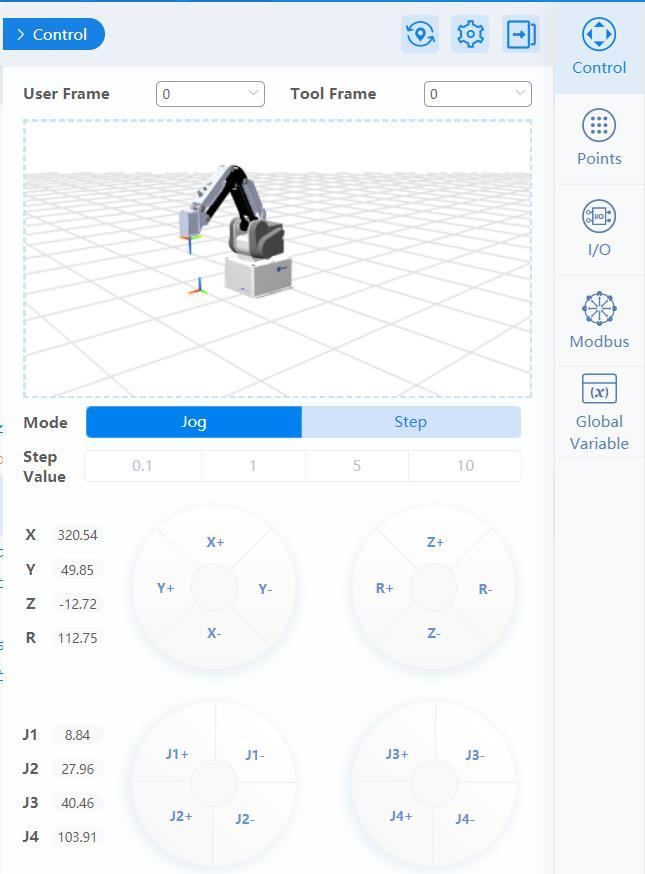 Control
Control
User Frame 0 Tool Frame 0
Points
I/O
I/O
Modbus
(x)
Global
Variable
Mode Jog Step
Step
Value
0.1 1 5 10
X 320.54
Y 49.85
Z -12.72
R 112.75
X+
Y+ Y-
X-
Z+
R+ R-
Z-
J1 8.84
J2 27.96
J3 40.46
J4 103.91
J1+ J1-
J2+ J2-
J3+ J3-
J4+ J4-